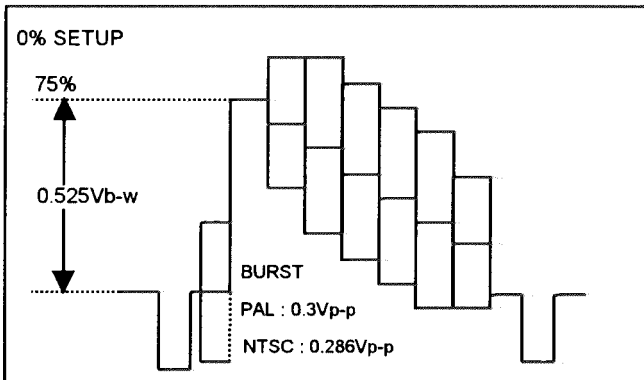 0% SETUP
75%
0.525Vb-w
BURST
PAL : 0.3Vp-p
NTSC : 0.286Vp-p